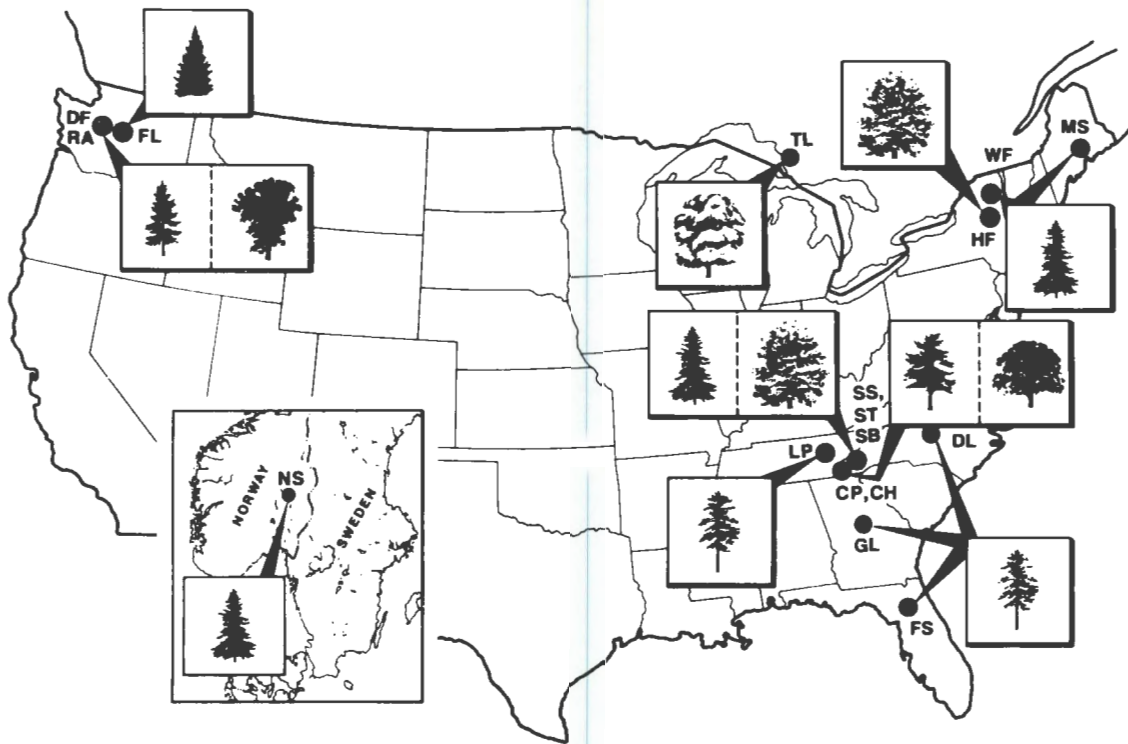 DF
RA
FL
TL
MS
WF
HF
SS,
ST
SB
LP
DL
CP, CH
GL
FS
NS
NORWAY
SWEDEN